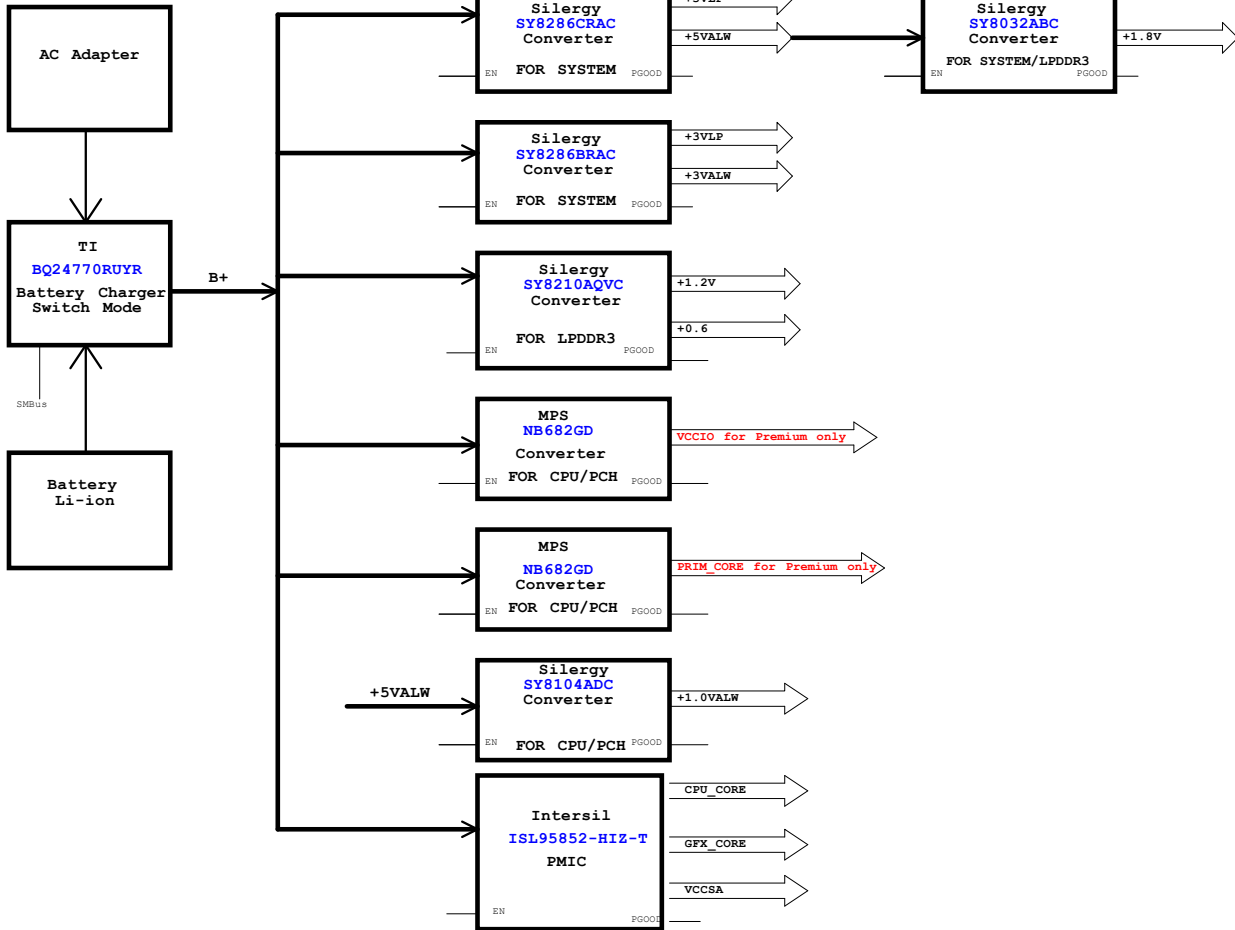 AC Adapter
TI
BQ24770RUYR
Battery Charger
Switch Mode
SMBus
B+
Battery
Li-ion
Silergy
SY8286CRAC
Converter
FOR SYSTEM
EN
PGOOD
+5VALW
Silergy
SY8032ABC
Converter
FOR SYSTEM/LPDDR3
EN
PGOOD
+1.8V
Silergy
SY8286BRAC
Converter
FOR SYSTEM
EN
PGOOD
+3VLP
+3VALW
Silergy
SY8210AQVC
Converter
FOR LPDDR3
EN
PGOOD
+1.2V
+0.6
MPS
NB682GD
Converter
FOR CPU/PCH
EN
PGOOD
VCCIO for Premium only
MPS
NB682GD
Converter
FOR CPU/PCH
EN
PGOOD
PRIM_CORE for Premium only
+5VALW
Silergy
SY8104ADC
Converter
FOR CPU/PCH
EN
PGOOD
+1.0VALW
Intersil
ISL95852-HIZ-T
PMIC
EN
PGOOD
CPU_CORE
GFX_CORE
VCCSA